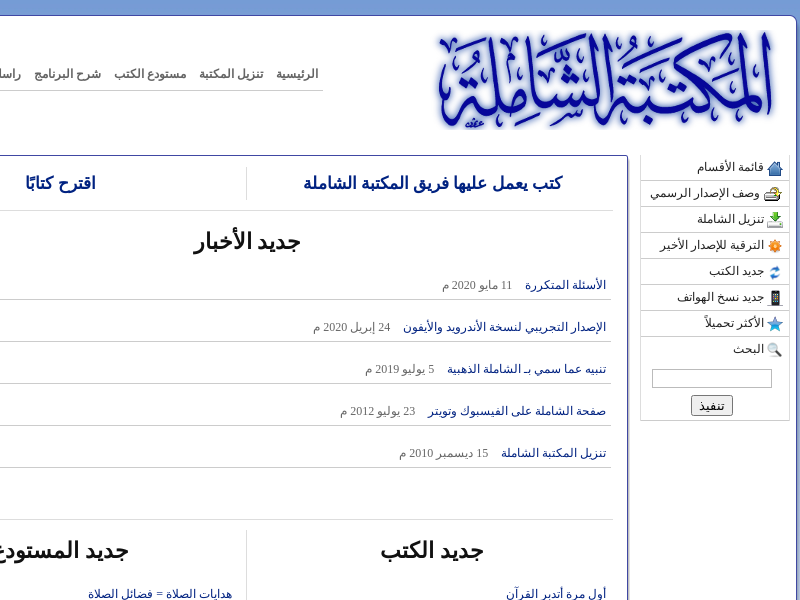 المكتبة الشاملة
الرئيسية
تنزيل المكتبة
مستودع الكتب
شرح البرنامج
قائمة الأقسام
وصف الإصدار الرسمي
تنزيل الشاملة
الترقية للإصدار الأخير
جديد الكتب
جديد نسخ الهواتف
الأكثر تحميلاً
البحث
تنفيذ
كتب يعمل عليها فريق المكتبة الشاملة
اقترح كتابًا
جديد الأخبار
الأسئلة المتكررة 11 مايو 2020 م
الإصدار التجريبي لنسخة الأندرويد والأيفون 24 إبريل 2020 م
تنبيه عما سمي بـ الشاملة الذهبية 5 يوليو 2019 م
صفحة الشاملة على الفيسبوك وتويتر 23 يوليو 2012 م
تنزيل المكتبة الشاملة 15 ديسمبر 2010 م
جديد الكتب
أول مرة أتدبر القرآن
جديد المستودع
هدايات الصلاة = فضائل الصلاة